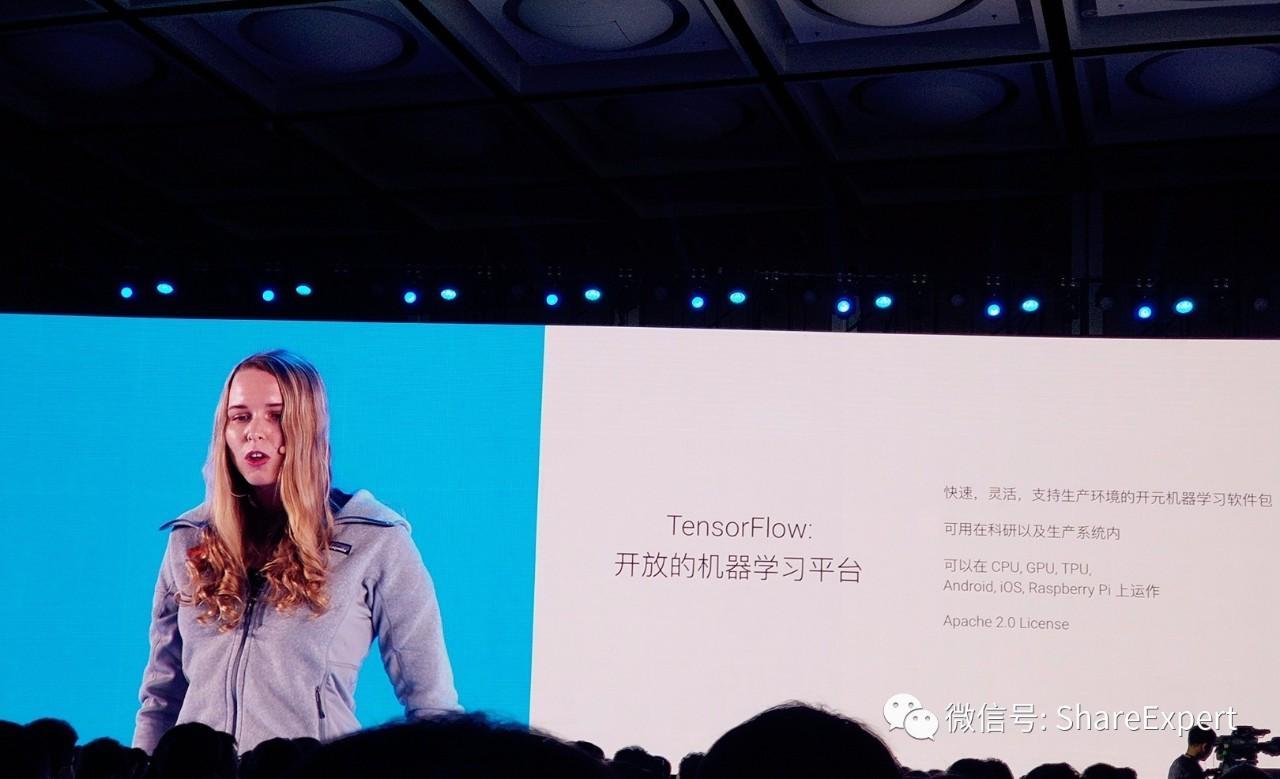 TensorFlow:
开放的机器学习平台
快速，灵活，支持生产环境的开元机器学习软件包
可用在科研以及生产系统内
可以在 CPU, GPU, TPU,
Android, iOS, Raspberry Pi 上运作
Apache 2.0 License
微信号: ShareExpert